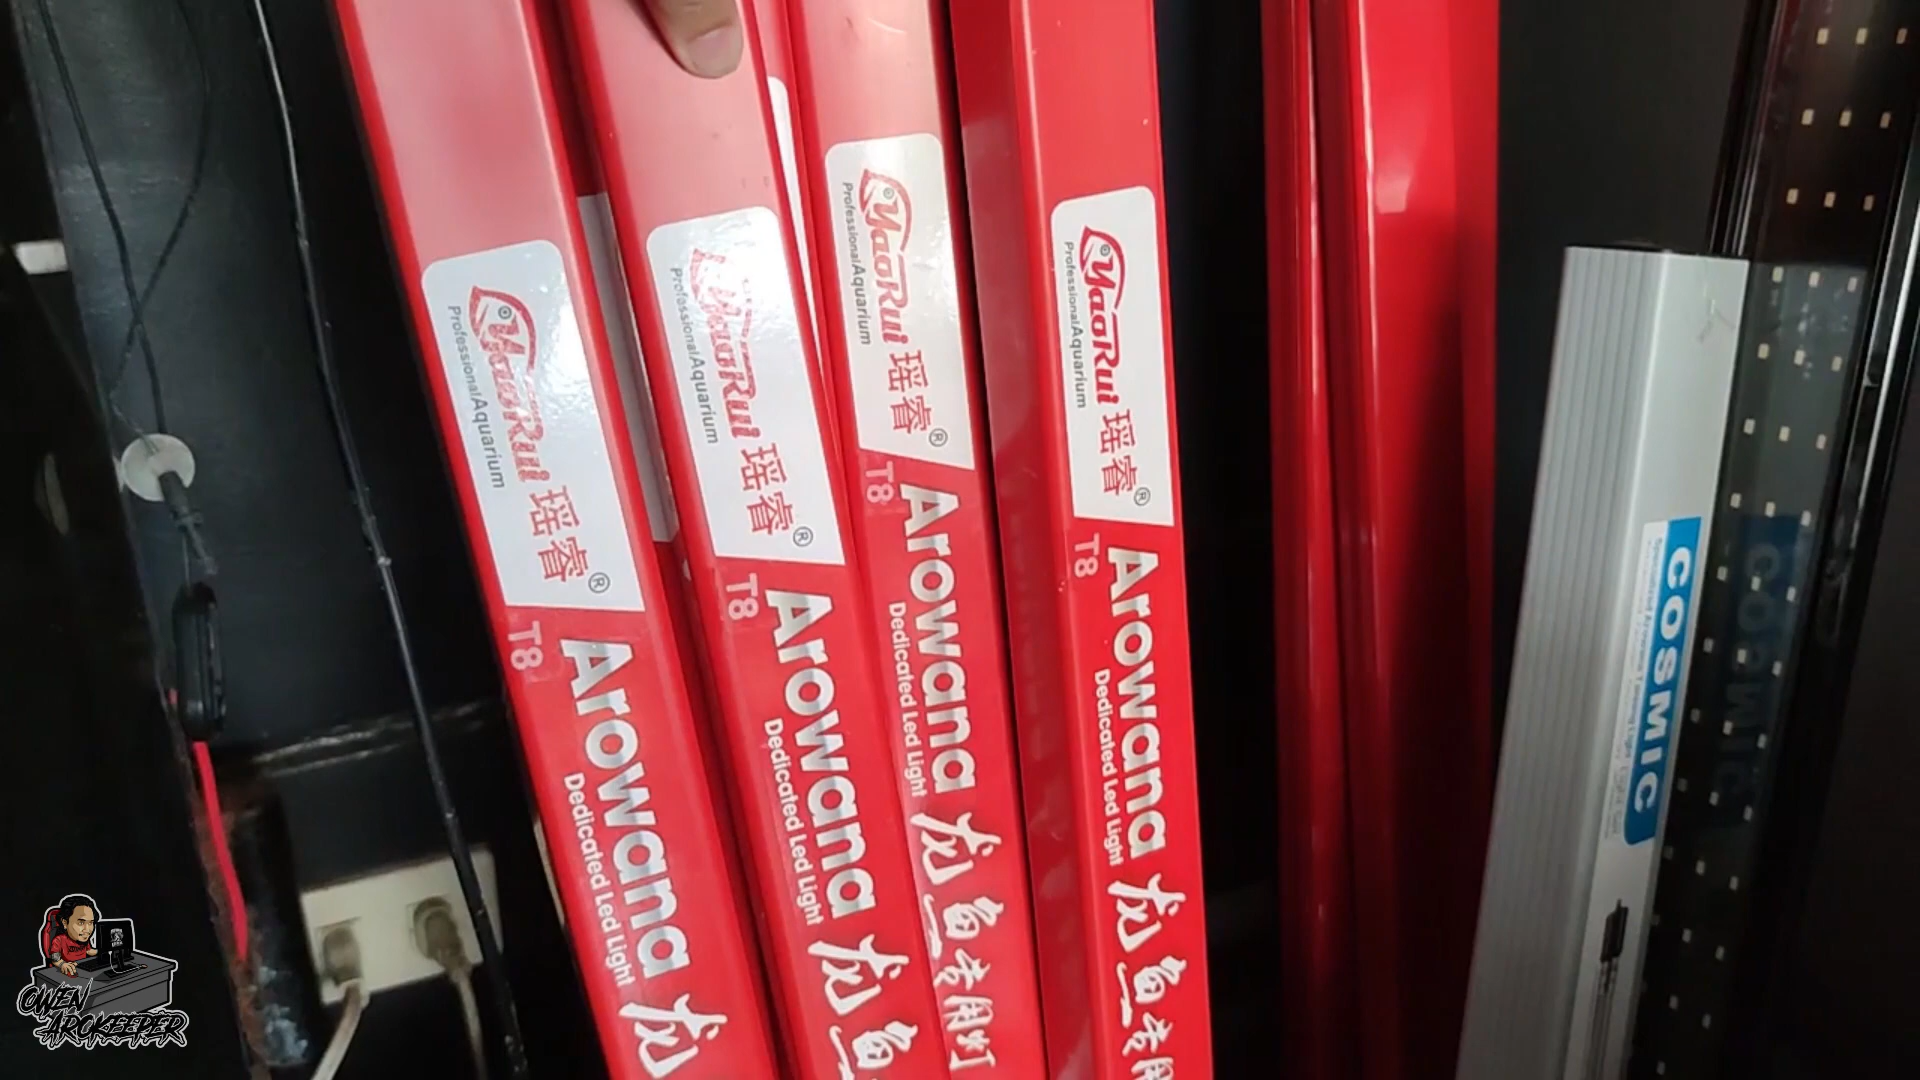 YaoRui 瑶睿®
ProfessionalAquarium
T8
Arowana 龙
Dedicated Led Light
YaoRui 瑶睿®
ProfessionalAquarium
T8
Arowana 龙鱼
Dedicated Led Light
YaoRui 瑶睿®
ProfessionalAquarium
T8
Arowana 龙鱼专用灯
Dedicated Led Light
YaoRui 瑶睿®
ProfessionalAquarium
T8
Arowana 龙鱼专用
Dedicated Led Light
COSMIC
COSMIC
OWEN
AROKEEPER